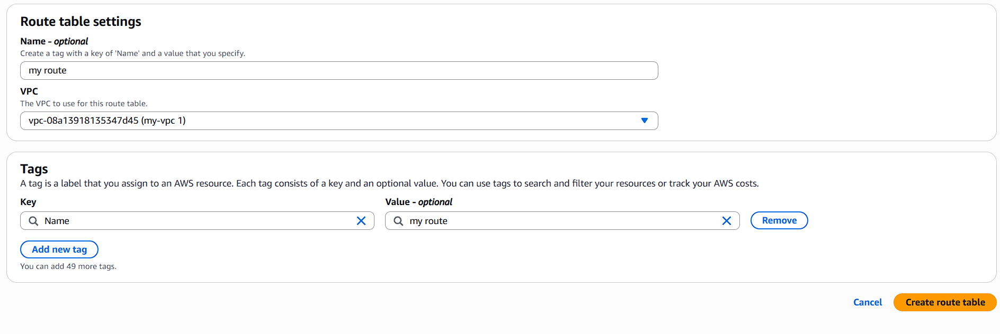 Route table settings
Name - optional
Create a tag with a key of 'Name' and a value that you specify.
my route
VPC
The VPC to use for this route table.
vpc-08a13918135347d45 (my-vpc 1)
Tags
A tag is a label that you assign to an AWS resource. Each tag consists of a key and an optional value. You can use tags to search and filter your resources or track your AWS costs.
Key Value - optional
Name my route Remove
Add new tag
You can add 49 more tags.
Cancel Create route table